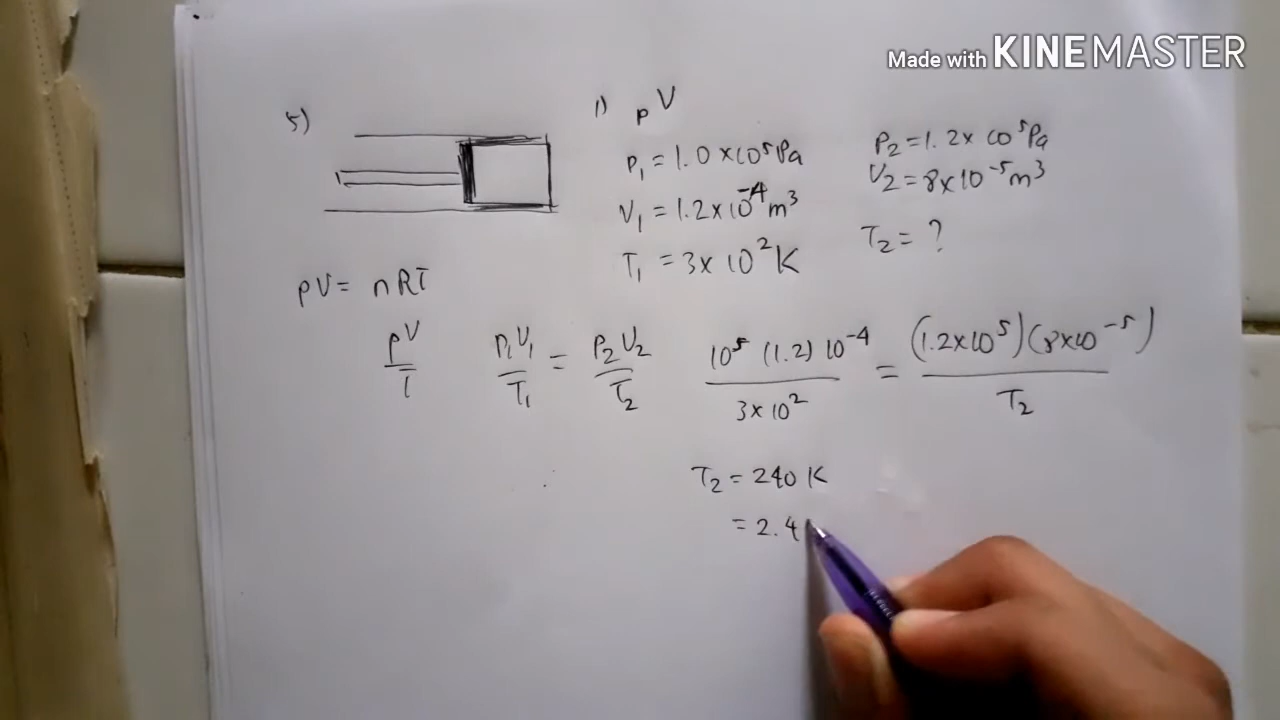 Made with KINEMASTER
5)
1) pV
P₁ = 1.0 × 10⁵ Pa
V₁ = 1.2 × 10⁻⁴ m³
T₁ = 3 × 10² K
P₂ = 1.2 × 10⁵ Pa
V₂ = 8 × 10⁻⁵ m³
T₂ = ?
pV = nRT
pV/T P₁V₁/T₁ = P₂V₂/T₂ 10⁵ (1.2) 10⁻⁴/3 × 10² = (1.2 × 10⁵)(8 × 10⁻⁵)/T₂
T₂ = 240 K
= 2.4